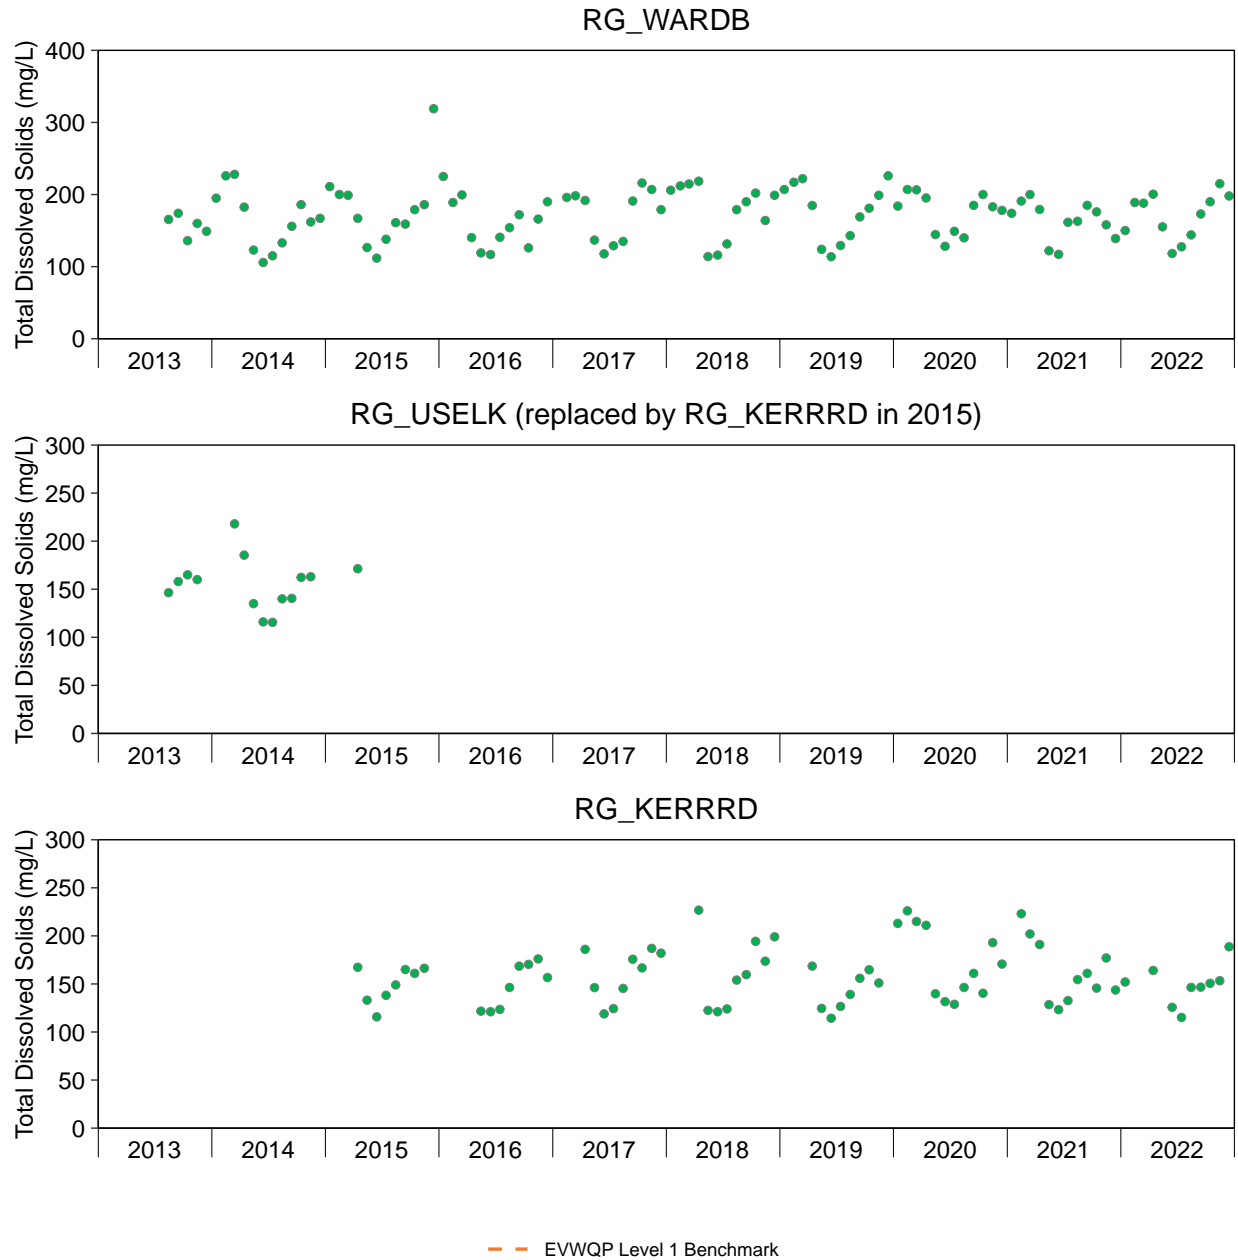 RG_WARDB
Total Dissolved Solids (mg/L)
400
300
200
100
0
2013 2014 2015 2016 2017 2018 2019 2020 2021 2022
RG_USELK (replaced by RG_KERRRD in 2015)
Total Dissolved Solids (mg/L)
300
250
200
150
100
50
0
2013 2014 2015 2016 2017 2018 2019 2020 2021 2022
RG_KERRRD
Total Dissolved Solids (mg/L)
300
250
200
150
100
50
0
2013 2014 2015 2016 2017 2018 2019 2020 2021 2022
EVWQP Level 1 Benchmark